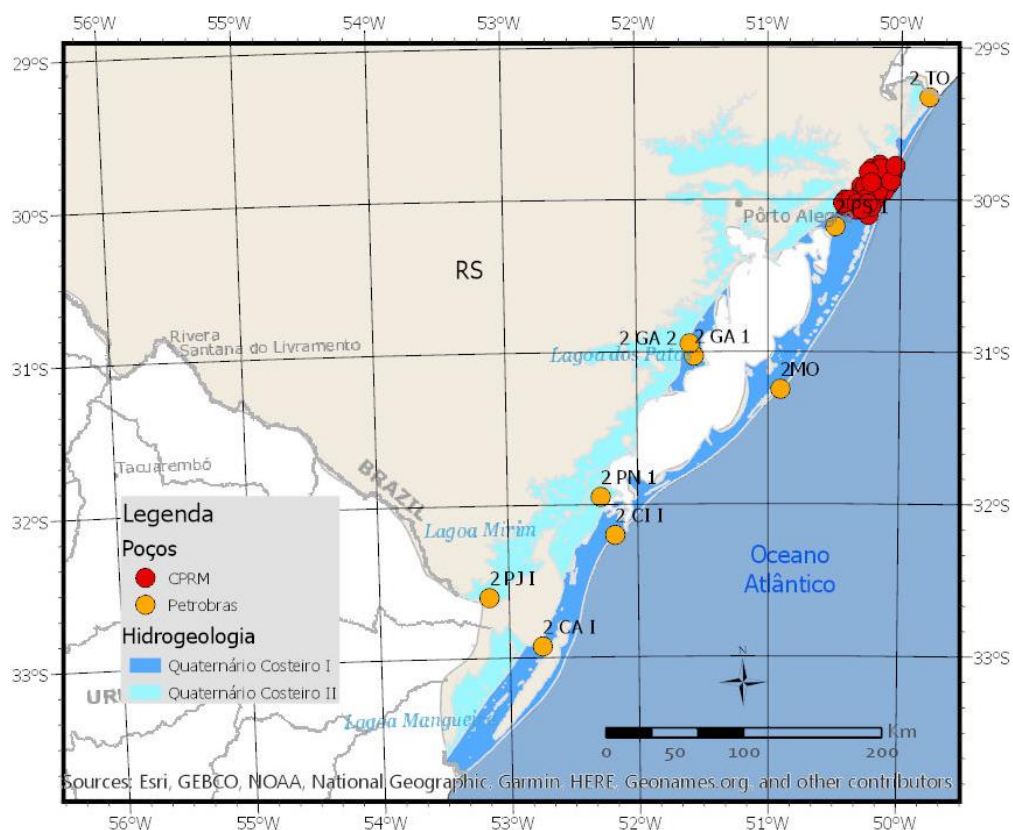 56°W 55°W 54°W 53°W 52°W 51°W 50°W
29°S 29°S
2 TO
30°S 30°S
2 PS 1
Pôrto Alegre
RS
Rivera
Santana do Livramento
2 GA 2 2 GA 1
Lagoa dos Patos
31°S 31°S
2MO
Tacuarembó
BRAZIL
2 PN 1
32°S 32°S
2 CI I
Lagoa Mirim
Legenda
Poços
CPRM
Petrobras
Hidrogeologia
Quaternário Costeiro I
Quaternário Costeiro II
Oceano
Atlântico
2 PJ I
2 CA I
33°S 33°S
N
URU
Lagoa Mangueira
Km
0 50 100 200
Sources: Esri, GEBCO, NOAA, National Geographic, Garmin, HERE, Geonames.org, and other contributors
56°W 55°W 54°W 53°W 52°W 51°W 50°W